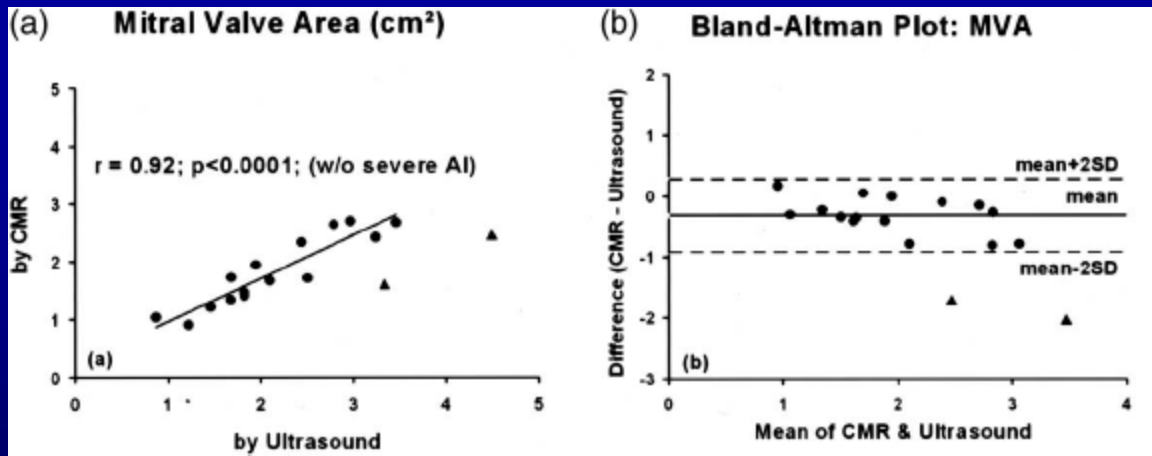 (a) Mitral Valve Area (cm²)
5
4
3
2
1
0
by CMR
r = 0.92; p<0.0001; (w/o severe AI)
(a)
0 1 2 3 4 5
by Ultrasound
(b) Bland-Altman Plot: MVA
2
1
0
-1
-2
-3
Difference (CMR - Ultrasound)
mean+2SD
mean
mean-2SD
(b)
0 1 2 3 4
Mean of CMR & Ultrasound